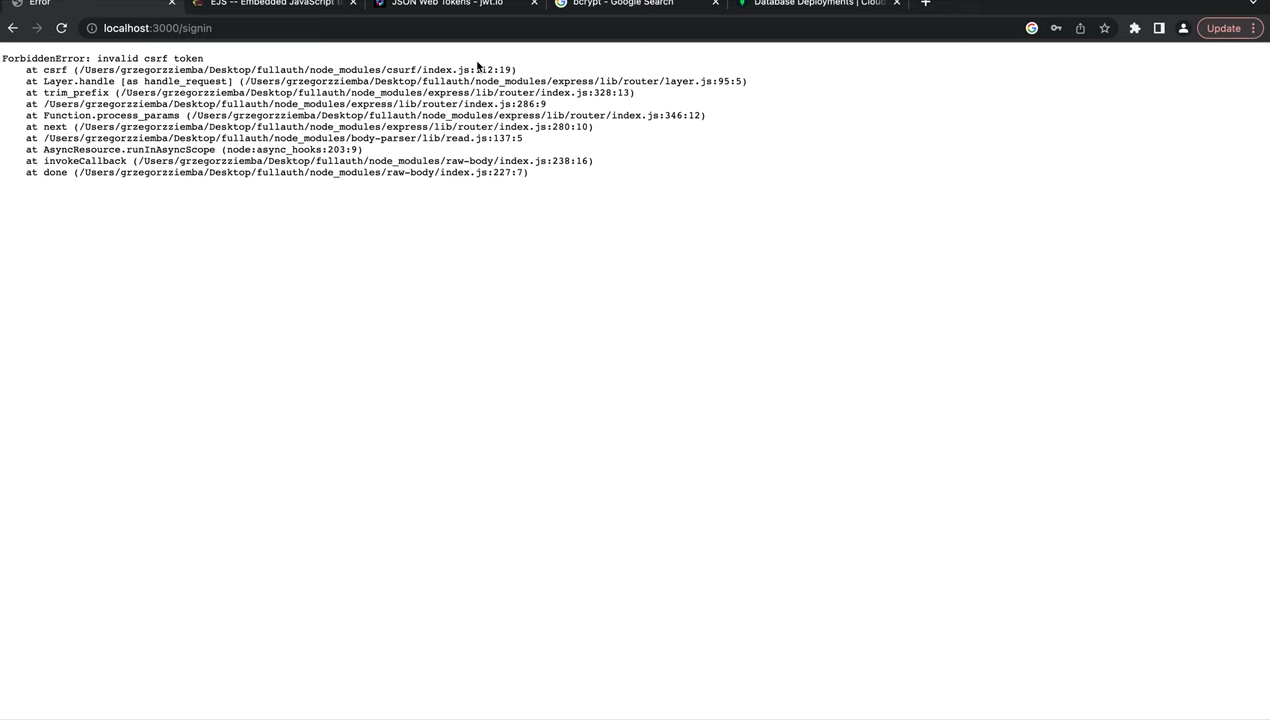 Error
EJS -- Embedded JavaScript
JSON Web Tokens - jwt.io
bcrypt - Google Search
Database Deployments | Cloud
localhost:3000/signin
Update
ForbiddenError: invalid csrf token
at csrf (/Users/grzegorzziemba/Desktop/fullauth/node_modules/csurf/index.js:112:19)
at Layer.handle [as handle_request] (/Users/grzegorzziemba/Desktop/fullauth/node_modules/express/lib/router/layer.js:95:5)
at trim_prefix (/Users/grzegorzziemba/Desktop/fullauth/node_modules/express/lib/router/index.js:328:13)
at /Users/grzegorzziemba/Desktop/fullauth/node_modules/express/lib/router/index.js:286:9
at Function.process_params (/Users/grzegorzziemba/Desktop/fullauth/node_modules/express/lib/router/index.js:346:12)
at next (/Users/grzegorzziemba/Desktop/fullauth/node_modules/express/lib/router/index.js:280:10)
at /Users/grzegorzziemba/Desktop/fullauth/node_modules/body-parser/lib/read.js:137:5
at AsyncResource.runInAsyncScope (node:async_hooks:203:9)
at invokeCallback (/Users/grzegorzziemba/Desktop/fullauth/node_modules/raw-body/index.js:238:16)
at done (/Users/grzegorzziemba/Desktop/fullauth/node_modules/raw-body/index.js:227:7)